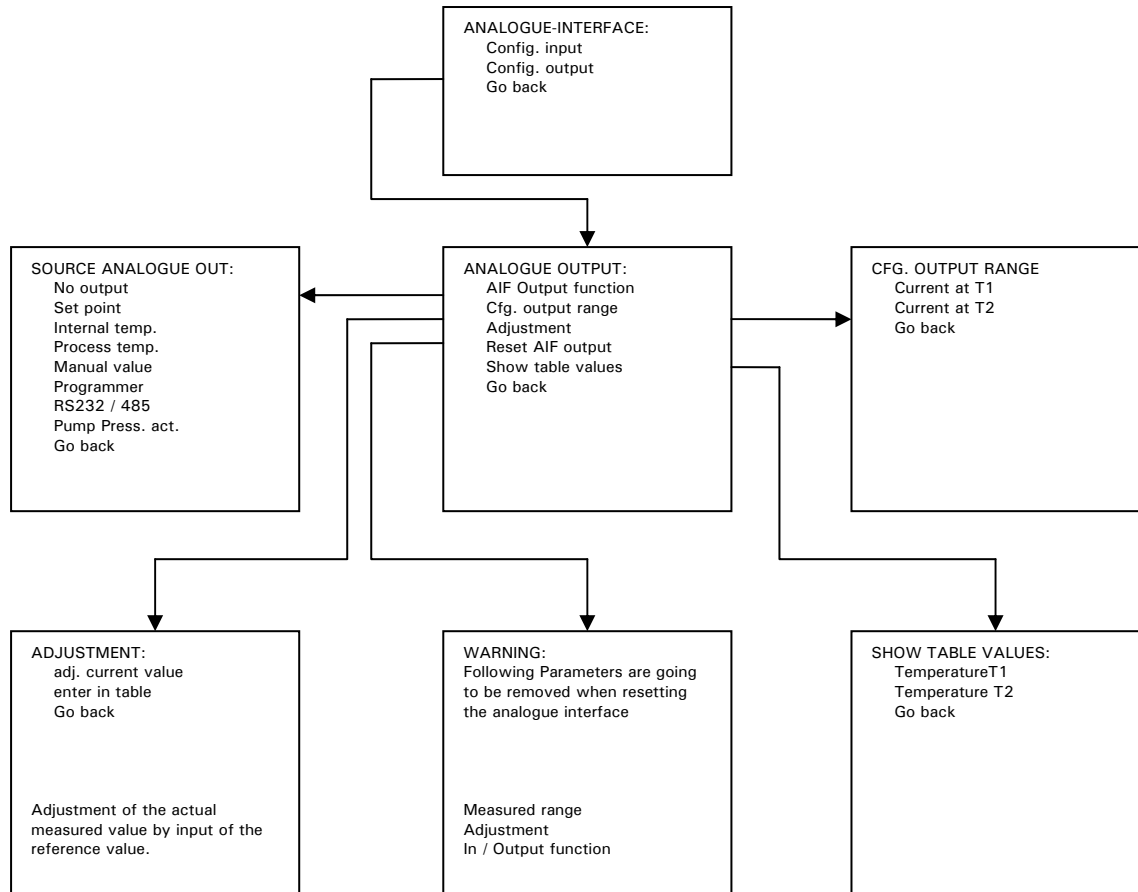 ANALOGUE-INTERFACE:
Config. input
Config. output
Go back
SOURCE ANALOGUE OUT:
No output
Set point
Internal temp.
Process temp.
Manual value
Programmer
RS232 / 485
Pump Press. act.
Go back
ANALOGUE OUTPUT:
AIF Output function
Cfg. output range
Adjustment
Reset AIF output
Show table values
Go back
CFG. OUTPUT RANGE
Current at T1
Current at T2
Go back
ADJUSTMENT:
adj. current value
enter in table
Go back
Adjustment of the actual
measured value by input of the
reference value.
WARNING:
Following Parameters are going
to be removed when resetting
the analogue interface
Measured range
Adjustment
In / Output function
SHOW TABLE VALUES:
TemperatureT1
Temperature T2
Go back